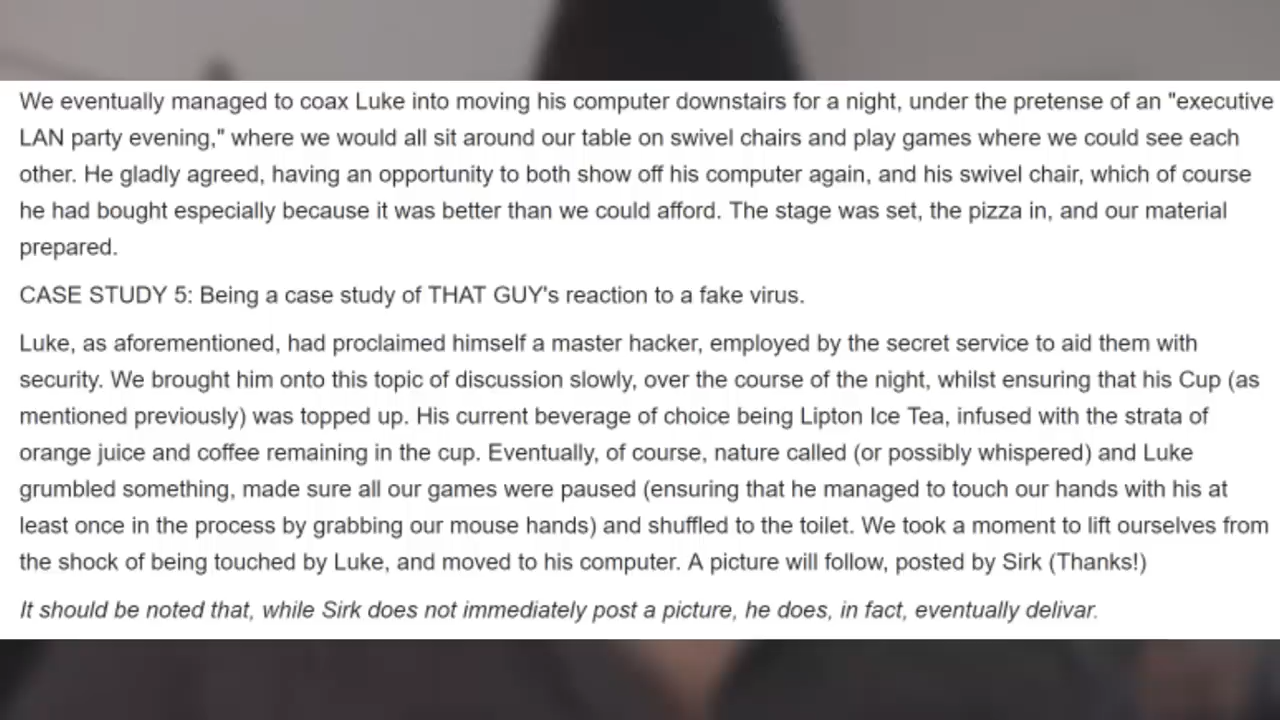 We eventually managed to coax Luke into moving his computer downstairs for a night, under the pretense of an "executive
LAN party evening," where we would all sit around our table on swivel chairs and play games where we could see each
other. He gladly agreed, having an opportunity to both show off his computer again, and his swivel chair, which of course
he had bought especially because it was better than we could afford. The stage was set, the pizza in, and our material
prepared.
CASE STUDY 5: Being a case study of THAT GUY's reaction to a fake virus.
Luke, as aforementioned, had proclaimed himself a master hacker, employed by the secret service to aid them with
security. We brought him onto this topic of discussion slowly, over the course of the night, whilst ensuring that his Cup (as
mentioned previously) was topped up. His current beverage of choice being Lipton Ice Tea, infused with the strata of
orange juice and coffee remaining in the cup. Eventually, of course, nature called (or possibly whispered) and Luke
grumbled something, made sure all our games were paused (ensuring that he managed to touch our hands with his at
least once in the process by grabbing our mouse hands) and shuffled to the toilet. We took a moment to lift ourselves from
the shock of being touched by Luke, and moved to his computer. A picture will follow, posted by Sirk (Thanks!)
It should be noted that, while Sirk does not immediately post a picture, he does, in fact, eventually delivar.